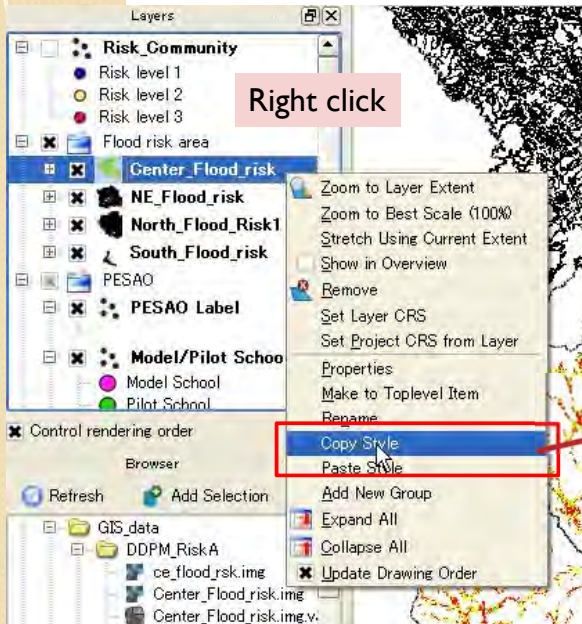 Layers
Risk_Community
Risk level 1
Risk level 2
Risk level 3
Right click
Flood risk area
Center_Flood_risk
NE_Flood_risk
North_Flood_Risk1
South_Flood_risk
PESAO
PESAO Label
Model/Pilot Schoo
Model School
Pilot School
Control rendering order
Zoom to Layer Extent
Zoom to Best Scale (100%)
Stretch Using Current Extent
Show in Overview
Remove
Set Layer CRS
Set Project CRS from Layer
Properties
Make to Toplevel Item
Rename
Copy Style
Paste Style
Add New Group
Expand All
Collapse All
Update Drawing Order
Browser
Refresh Add Selection
GIS_data
DDPM_RiskA
ce_flood_rsk.img
Center_Flood_risk.img
Center_Flood_risk.img.v